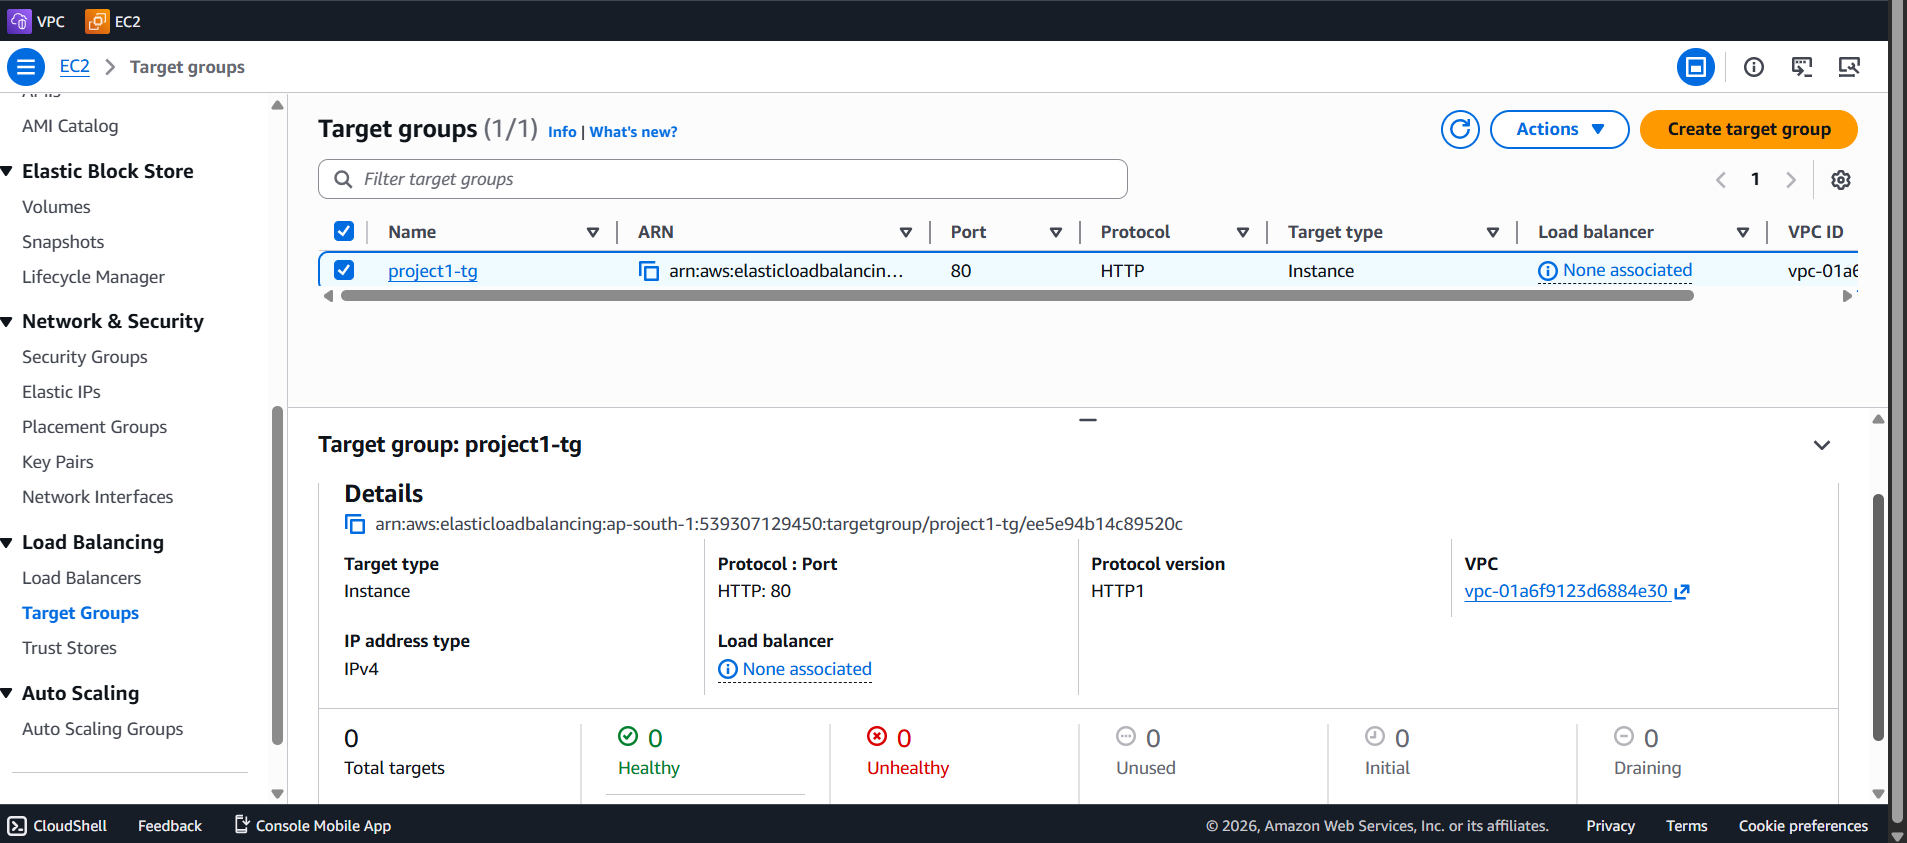 VPC EC2
EC2 Target groups
AMI Catalog
Elastic Block Store
Volumes
Snapshots
Lifecycle Manager
Network & Security
Security Groups
Elastic IPs
Placement Groups
Key Pairs
Network Interfaces
Load Balancing
Load Balancers
Target Groups
Trust Stores
Auto Scaling
Auto Scaling Groups
Target groups (1/1) Info | What's new?
Actions Create target group
Filter target groups
1
Name ARN Port Protocol Target type Load balancer VPC ID
project1-tg arn:aws:elasticloadbalancin... 80 HTTP Instance None associated vpc-01a6
Target group: project1-tg
Details
arn:aws:elasticloadbalancing:ap-south-1:539307129450:targetgroup/project1-tg/ee5e94b14c89520c
Target type Protocol : Port Protocol version VPC
Instance HTTP: 80 HTTP1 vpc-01a6f9123d6884e30
IP address type Load balancer
IPv4 None associated
0 0 0 0 0 0
Total targets Healthy Unhealthy Unused Initial Draining
CloudShell Feedback Console Mobile App © 2026, Amazon Web Services, Inc. or its affiliates. Privacy Terms Cookie preferences